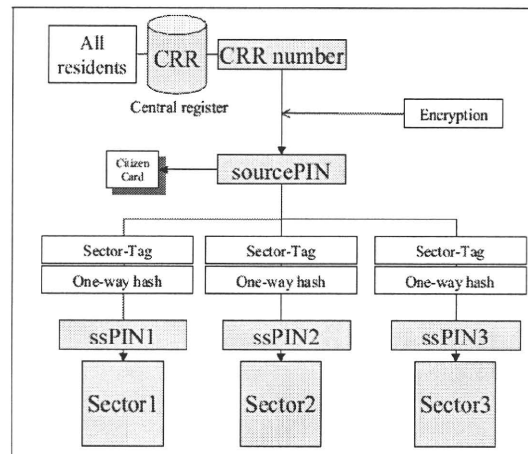 All
residents
CRR
CRR number
Central register
Encryption
Citizen
Card
sourcePIN
Sector-Tag
Sector-Tag
Sector-Tag
One-way hash
One-way hash
One-way hash
ssPIN1
ssPIN2
ssPIN3
Sector1
Sector2
Sector3